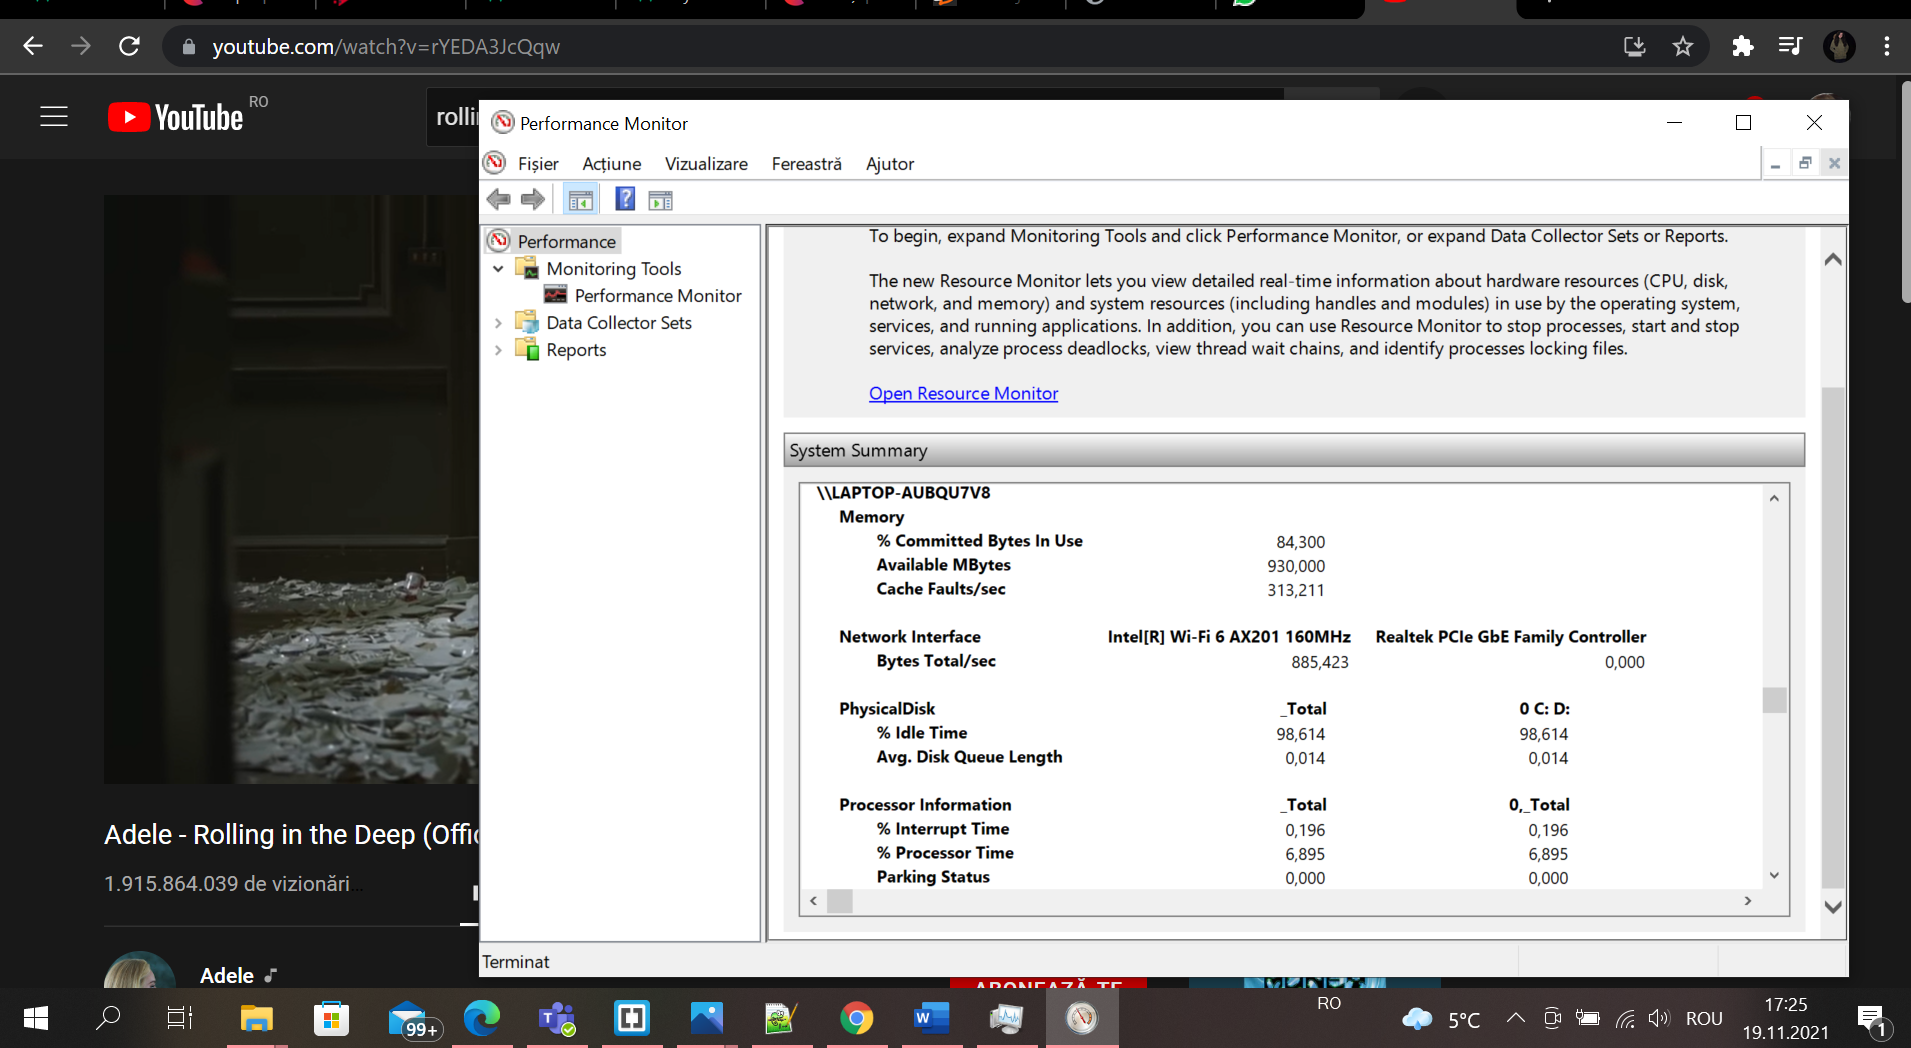 youtube.com/watch?v=rYEDA3JcQqw
YouTube RO
Performance Monitor
Fișier Acțiune Vizualizare Fereastră Ajutor
Performance
Monitoring Tools
Performance Monitor
Data Collector Sets
Reports
To begin, expand Monitoring Tools and click Performance Monitor, or expand Data Collector Sets or Reports.
The new Resource Monitor lets you view detailed real-time information about hardware resources (CPU, disk,
network, and memory) and system resources (including handles and modules) in use by the operating system,
services, and running applications. In addition, you can use Resource Monitor to stop processes, start and stop
services, analyze process deadlocks, view thread wait chains, and identify processes locking files.
Open Resource Monitor
System Summary
\\LAPTOP-AUBQU7V8
Memory
% Committed Bytes In Use 84,300
Available MBytes 930,000
Cache Faults/sec 313,211
Network Interface Intel[R] Wi-Fi 6 AX201 160MHz Realtek PCIe GbE Family Controller
Bytes Total/sec 885,423 0,000
PhysicalDisk _Total 0 C: D:
% Idle Time 98,614 98,614
Avg. Disk Queue Length 0,014 0,014
Processor Information _Total 0,_Total
% Interrupt Time 0,196 0,196
% Processor Time 6,895 6,895
Parking Status 0,000 0,000
Terminat
Adele - Rolling in the Deep (Offic
1.915.864.039 de vizionări...
Adele
ABONEAZĂ-TE
99+
RO
5°C
ROU
17:25
19.11.2021
1